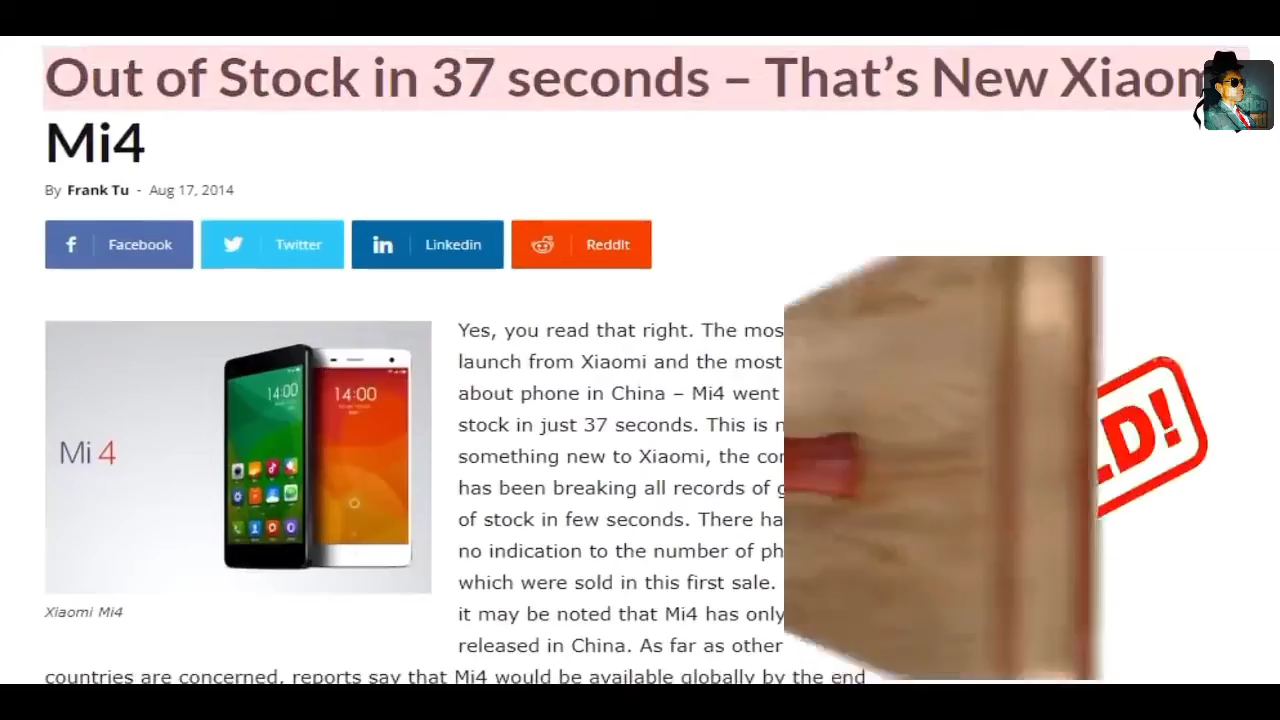 Out of Stock in 37 seconds – That's New Xiaom
Mi4
By Frank Tu - Aug 17, 2014
Facebook
Twitter
Linkedin
ReddIt
Mi 4
14:00
14:00
Xiaomi Mi4
Yes, you read that right. The mos
launch from Xiaomi and the most
about phone in China – Mi4 went
stock in just 37 seconds. This is
something new to Xiaomi, the
has been breaking all records of
of stock in few seconds. There ha
no indication to the number of ph
which were sold in this first sale.
it may be noted that Mi4 has only
released in China. As far as other
countries are concerned, reports say that Mi4 would be available globally by the end
LD!